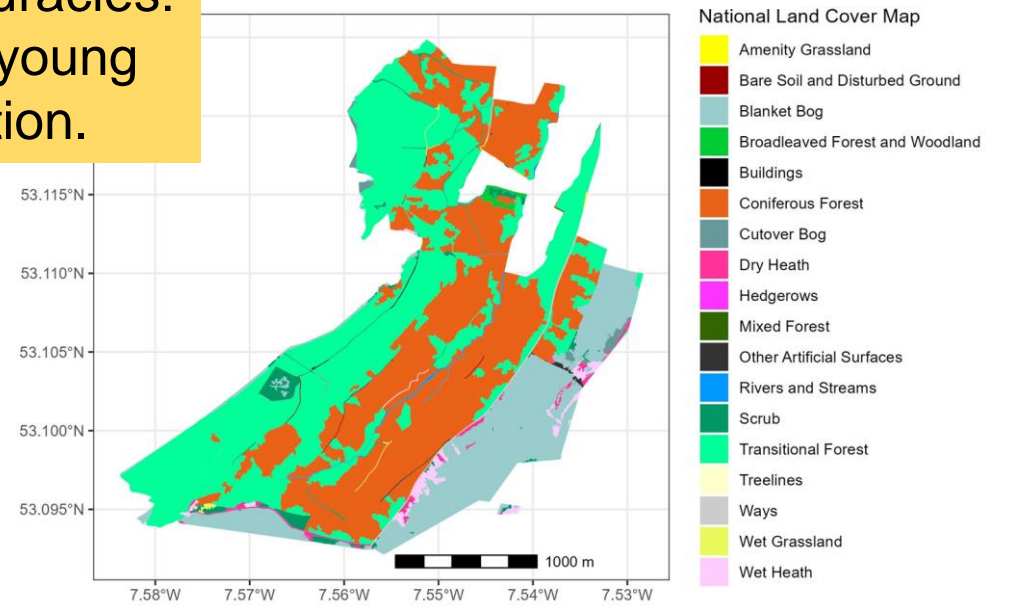 young
tion.
National Land Cover Map
Amenity Grassland
Bare Soil and Disturbed Ground
Blanket Bog
Broadleaved Forest and Woodland
Buildings
Coniferous Forest
Cutover Bog
Dry Heath
Hedgerows
Mixed Forest
Other Artificial Surfaces
Rivers and Streams
Scrub
Transitional Forest
Treelines
Ways
Wet Grassland
Wet Heath
53.115°N
53.110°N
53.105°N
53.100°N
53.095°N
1000 m
7.58°W 7.57°W 7.56°W 7.55°W 7.54°W 7.53°W